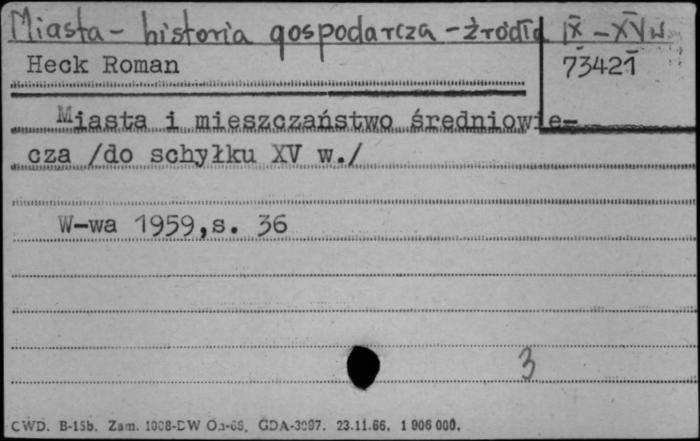 Miasta - historia gospodarcza - źródła IX - XV w
Heck Roman 73421
Miasta i mieszczaństwo średniowie-
cza /do schyłku XV w./
W-wa 1959,s. 36
3
CWD. B-15b. Zam. 1008-DW Oa-66. GDA-3097. 23.11.66. 1 906 000.